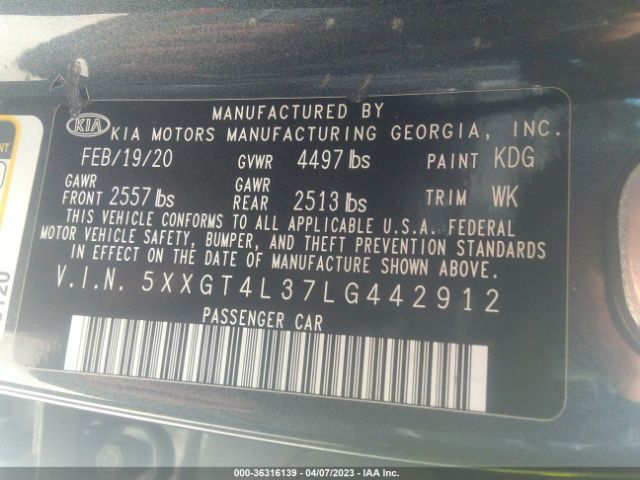 MANUFACTURED BY
KIA KIA MOTORS MANUFACTURING GEORGIA, INC.
FEB/19/20 GVWR 4497 lbs PAINT KDG
GAWR FRONT 2557 lbs GAWR REAR 2513 lbs TRIM WK
THIS VEHICLE CONFORMS TO ALL APPLICABLE U.S.A. FEDERAL
MOTOR VEHICLE SAFETY, BUMPER, AND THEFT PREVENTION STANDARDS
IN EFFECT ON THE DATE OF MANUFACTURE SHOWN ABOVE.
V.I.N. 5XXGT4L37LG442912
PASSENGER CAR
000-36316139 - 04/07/2023 - IAA Inc.